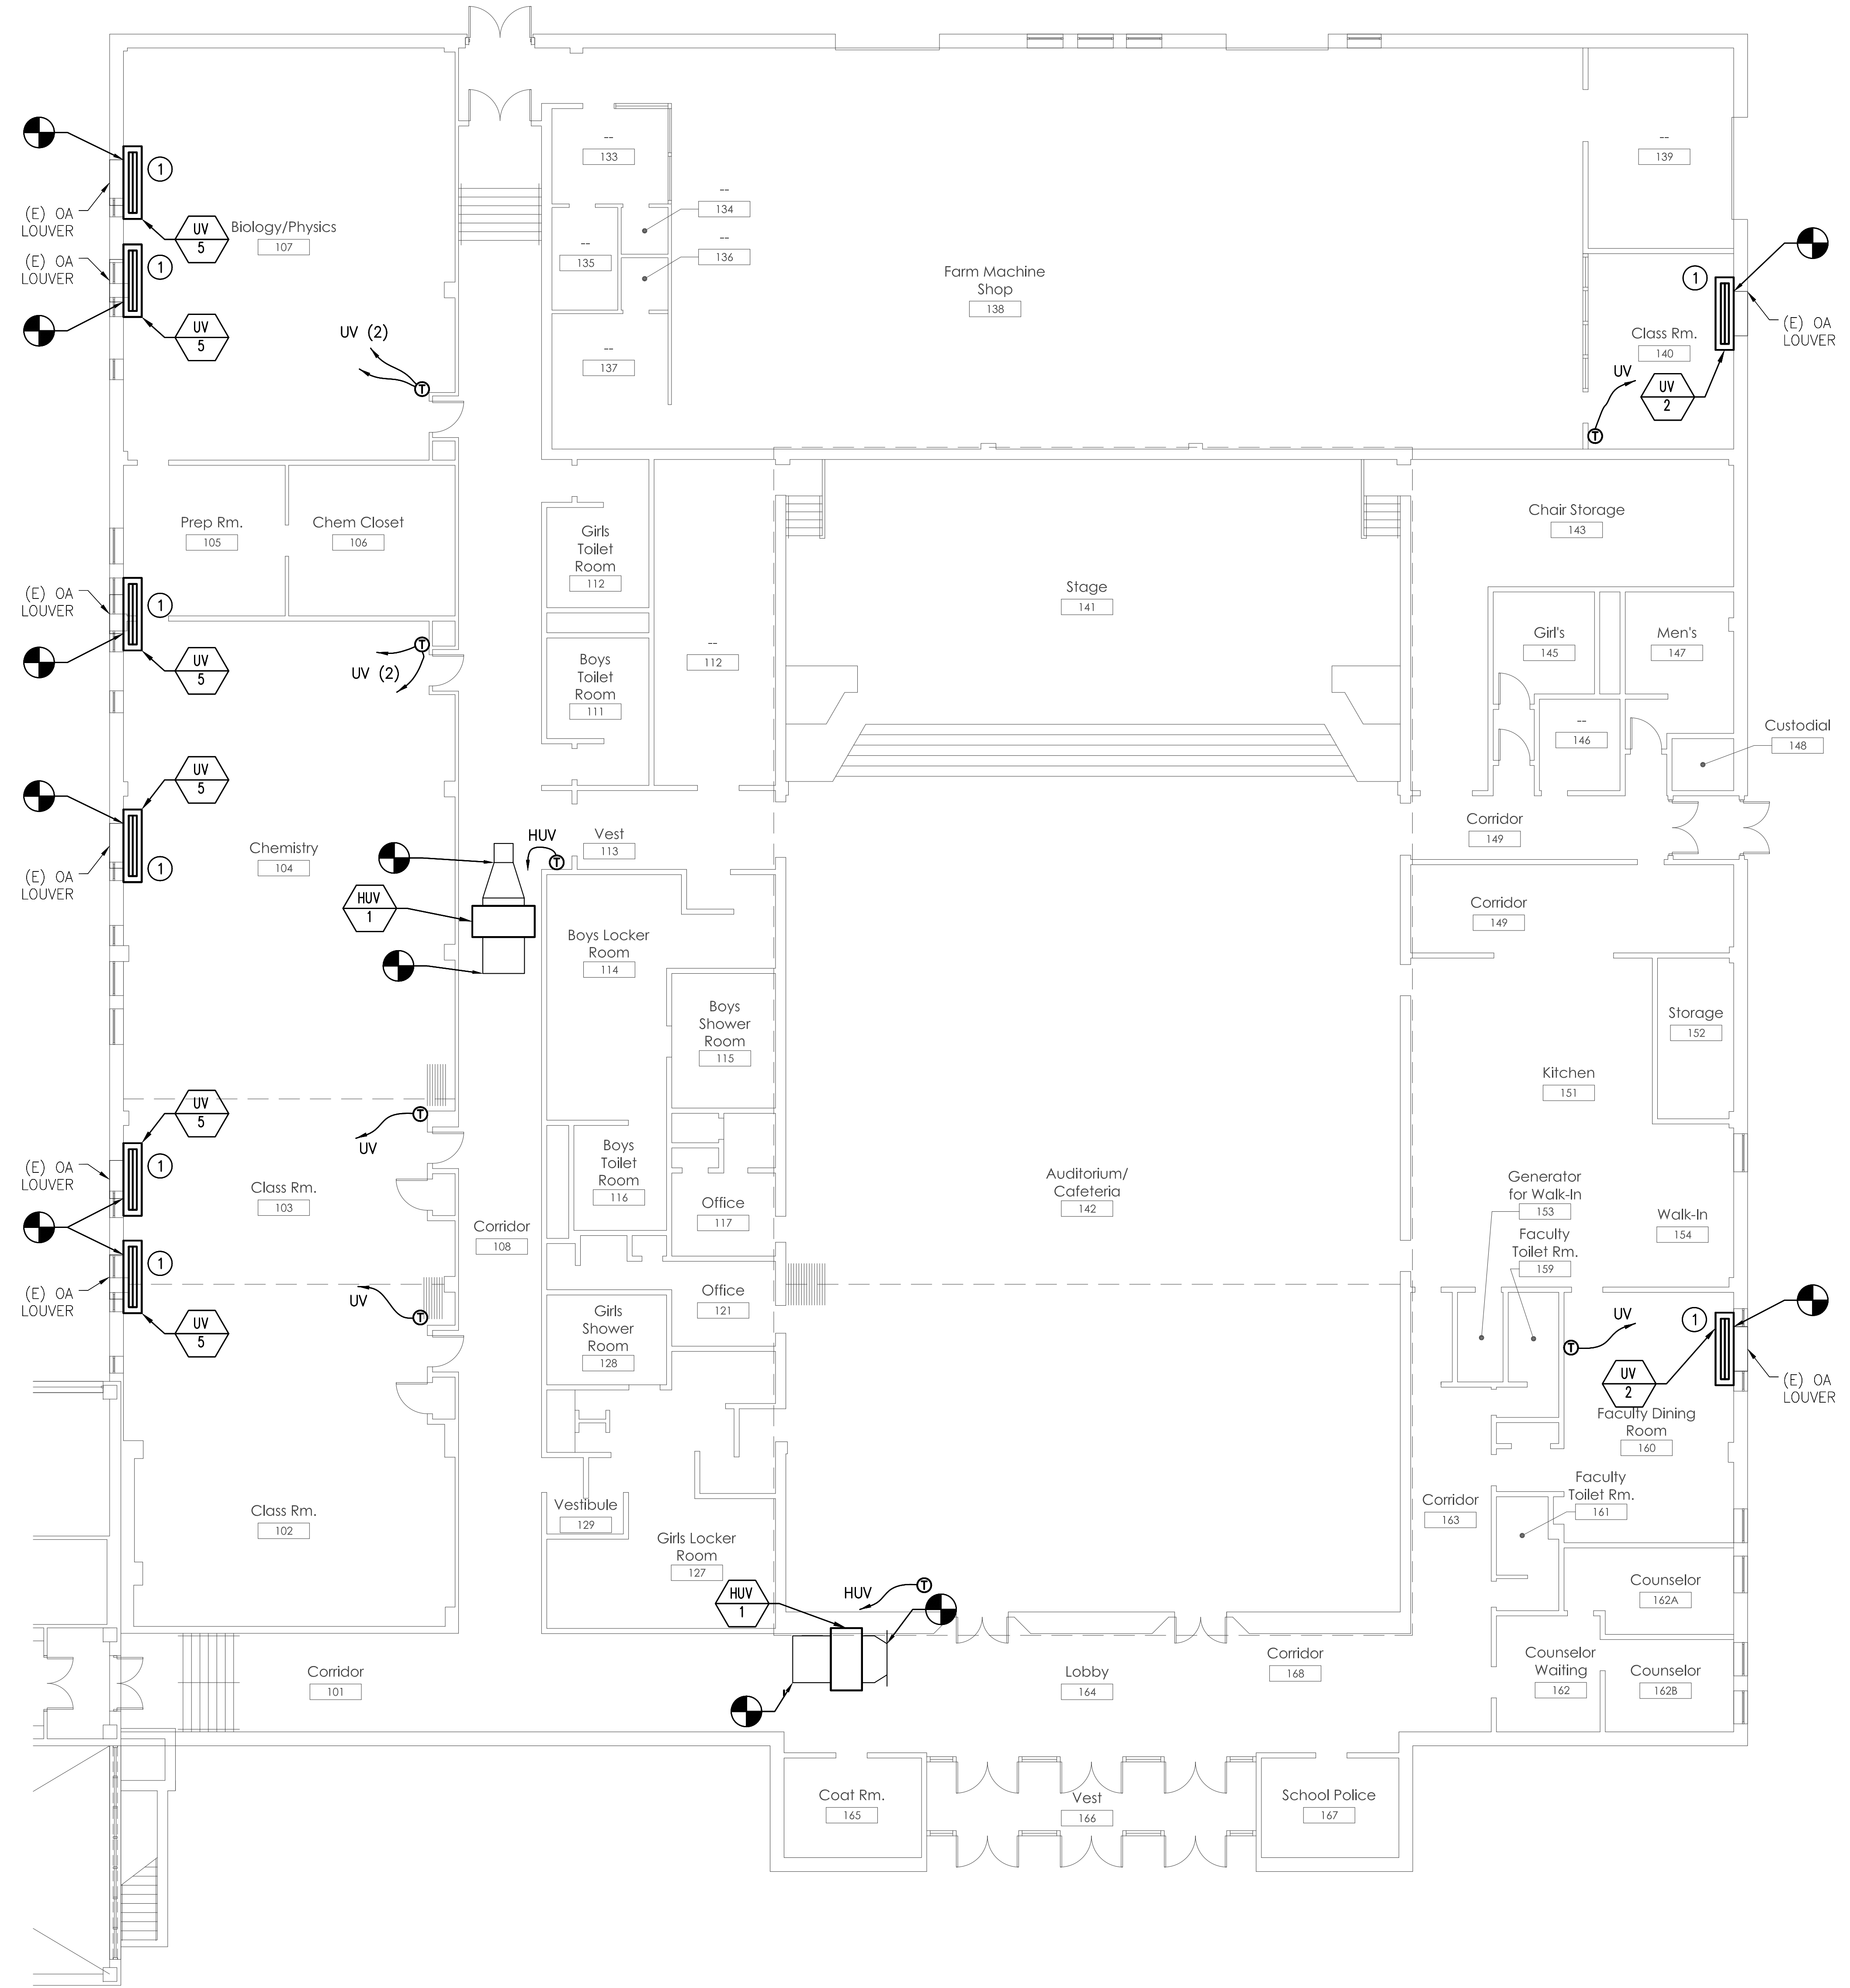 --
133
--
139
1
(E) OA
LOUVER
UV
5
Biology/Physics
107
--
134
--
135
--
136
(E) OA
LOUVER
1
UV
5
Farm Machine
Shop
138
1
(E) OA
LOUVER
Class Rm.
140
UV (2)
T
--
137
UV
UV
2
T
Prep Rm.
105
Chem Closet
106
Girls
Toilet
Room
112
Chair Storage
143
Stage
141
(E) OA
LOUVER
1
UV
5
T
UV (2)
Boys
Toilet
Room
111
--
112
Girl's
145
Men's
147
--
146
Custodial
148
UV
5
(E) OA
LOUVER
1
Chemistry
104
HUV
T
Vest
113
Corridor
149
HUV
1
Boys Locker
Room
114
Corridor
149
Boys
Shower
Room
115
Storage
152
Kitchen
151
UV
5
T
UV
(E) OA
LOUVER
1
Class Rm.
103
Boys
Toilet
Room
116
Office
117
Auditorium/
Cafeteria
142
Generator
for Walk-In
153
Walk-In
154
Corridor
108
Faculty
Toilet Rm.
159
1
(E) OA
LOUVER
UV
T
UV
5
Office
121
Girls
Shower
Room
128
UV
T
1
UV
2
(E) OA
LOUVER
Faculty Dining
Room
160
Class Rm.
102
Vestibule
129
Girls Locker
Room
127
Corridor
163
Faculty
Toilet Rm.
161
HUV
1
HUV
T
Counselor
162A
Corridor
101
Lobby
164
Corridor
168
Counselor
Waiting
162
Counselor
162B
Coat Rm.
165
Vest
166
School Police
167